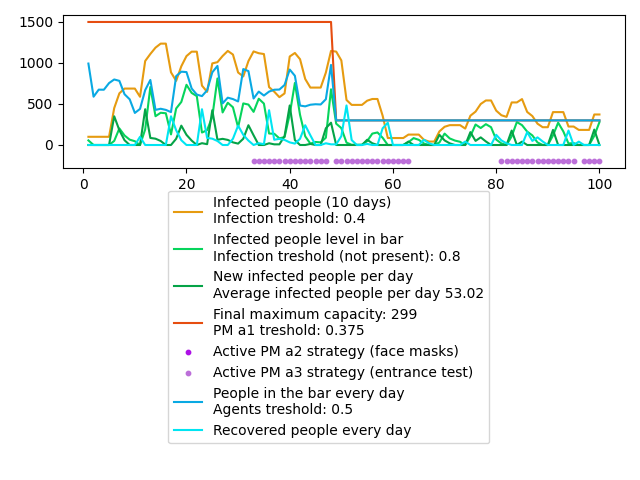 1500
1000
500
0
0
20
40
60
80
100
Infected people (10 days)
Infection treshold: 0.4
Infected people level in bar
Infection treshold (not present): 0.8
New infected people per day
Average infected people per day 53.02
Final maximum capacity: 299
PM a1 treshold: 0.375
Active PM a2 strategy (face masks)
Active PM a3 strategy (entrance test)
People in the bar every day
Agents treshold: 0.5
Recovered people every day